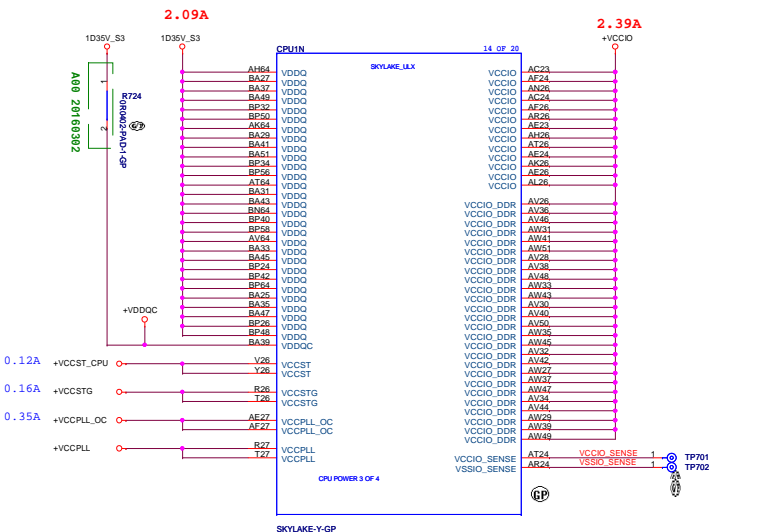 2.09A
2.39A
1D35V_S3
1D35V_S3
+VCCIO
CPU1N
14 OF 20
SKYLAKE_ULX
A00 20160302
1
2
R724
0R0402-PAD-1-GP
AH64 VDDQ
BA27 VDDQ
BA37 VDDQ
BA49 VDDQ
BP32 VDDQ
BP50 VDDQ
AK64 VDDQ
BA29 VDDQ
BA41 VDDQ
BA51 VDDQ
BP34 VDDQ
BP56 VDDQ
AT64 VDDQ
BA31 VDDQ
BA43 VDDQ
BN64 VDDQ
BP40 VDDQ
BP58 VDDQ
AV64 VDDQ
BA33 VDDQ
BA45 VDDQ
BP24 VDDQ
BP42 VDDQ
BP64 VDDQ
BA25 VDDQ
BA35 VDDQ
BA47 VDDQ
BP26 VDDQ
BP48 VDDQ
+VDDQC
BA39 VDDQC
0.12A +VCCST_CPU V26 VCCST
Y26 VCCST
0.16A +VCCSTG R26 VCCSTG
T26 VCCSTG
0.35A +VCCPLL_OC AE27 VCCPLL_OC
AF27 VCCPLL_OC
+VCCPLL R27 VCCPLL
T27 VCCPLL
VCCIO AC23
VCCIO AF24
VCCIO AN26
VCCIO AC24
VCCIO AF26
VCCIO AR26
VCCIO AE23
VCCIO AH26
VCCIO AT26
VCCIO AE24
VCCIO AK26
VCCIO AE26
VCCIO AL26
VCCIO_DDR AV26
VCCIO_DDR AV36
VCCIO_DDR AV46
VCCIO_DDR AW31
VCCIO_DDR AW41
VCCIO_DDR AW51
VCCIO_DDR AV28
VCCIO_DDR AV38
VCCIO_DDR AV48
VCCIO_DDR AW33
VCCIO_DDR AW43
VCCIO_DDR AV30
VCCIO_DDR AV40
VCCIO_DDR AV50
VCCIO_DDR AW35
VCCIO_DDR AW45
VCCIO_DDR AV32
VCCIO_DDR AV42
VCCIO_DDR AW27
VCCIO_DDR AW37
VCCIO_DDR AW47
VCCIO_DDR AV34
VCCIO_DDR AV44
VCCIO_DDR AW29
VCCIO_DDR AW39
VCCIO_DDR AW49
VCCIO_SENSE AT24 VCCIO_SENSE 1 TP701
VSSIO_SENSE AR24 VSSIO_SENSE 1 TP702
CPU POWER 3 OF 4
GP
SKYLAKE-Y-GP